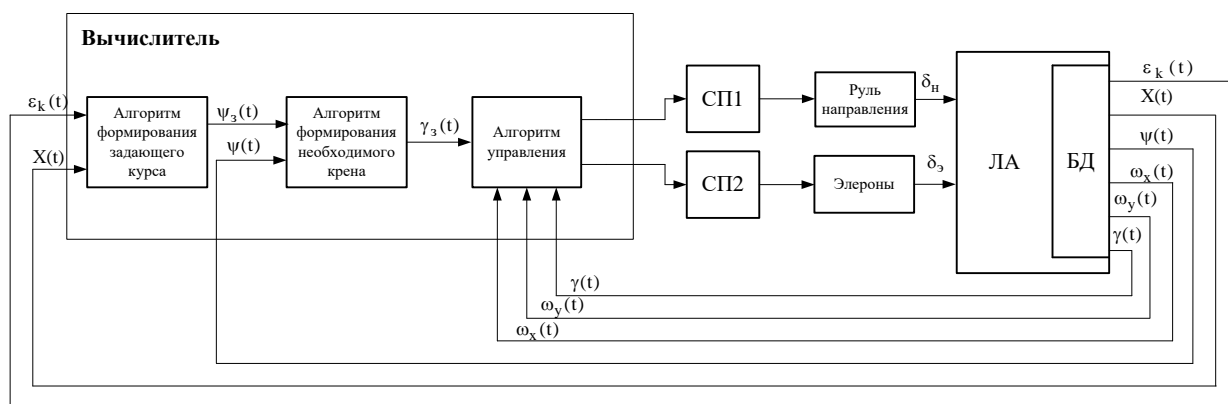 Вычислитель
ε_k(t)
X(t)
Алгоритм
формирования
задающего
курса
ψ_з(t)
ψ(t)
Алгоритм
формирования
необходимого
крена
γ_з(t)
Алгоритм
управления
СП1
СП2
Руль
направления
Элероны
δ_н
δ_э
ЛА
БД
ε_k(t)
X(t)
ψ(t)
ω_x(t)
ω_y(t)
γ(t)
γ(t)
ω_y(t)
ω_x(t)